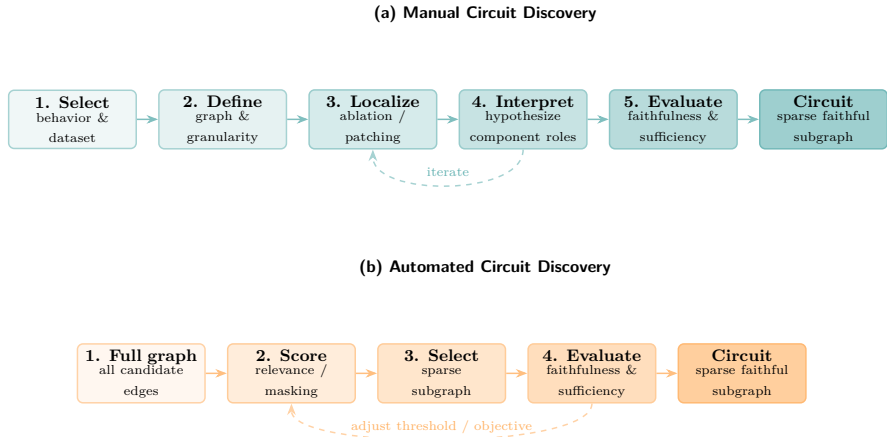 (a) Manual Circuit Discovery
1. Select
behavior &
dataset
2. Define
graph &
granularity
3. Localize
ablation /
patching
4. Interpret
hypothesize
component roles
5. Evaluate
faithfulness &
sufficiency
Circuit
sparse faithful
subgraph
iterate
(b) Automated Circuit Discovery
1. Full graph
all candidate
edges
2. Score
relevance /
masking
3. Select
sparse
subgraph
4. Evaluate
faithfulness &
sufficiency
Circuit
sparse faithful
subgraph
adjust threshold / objective